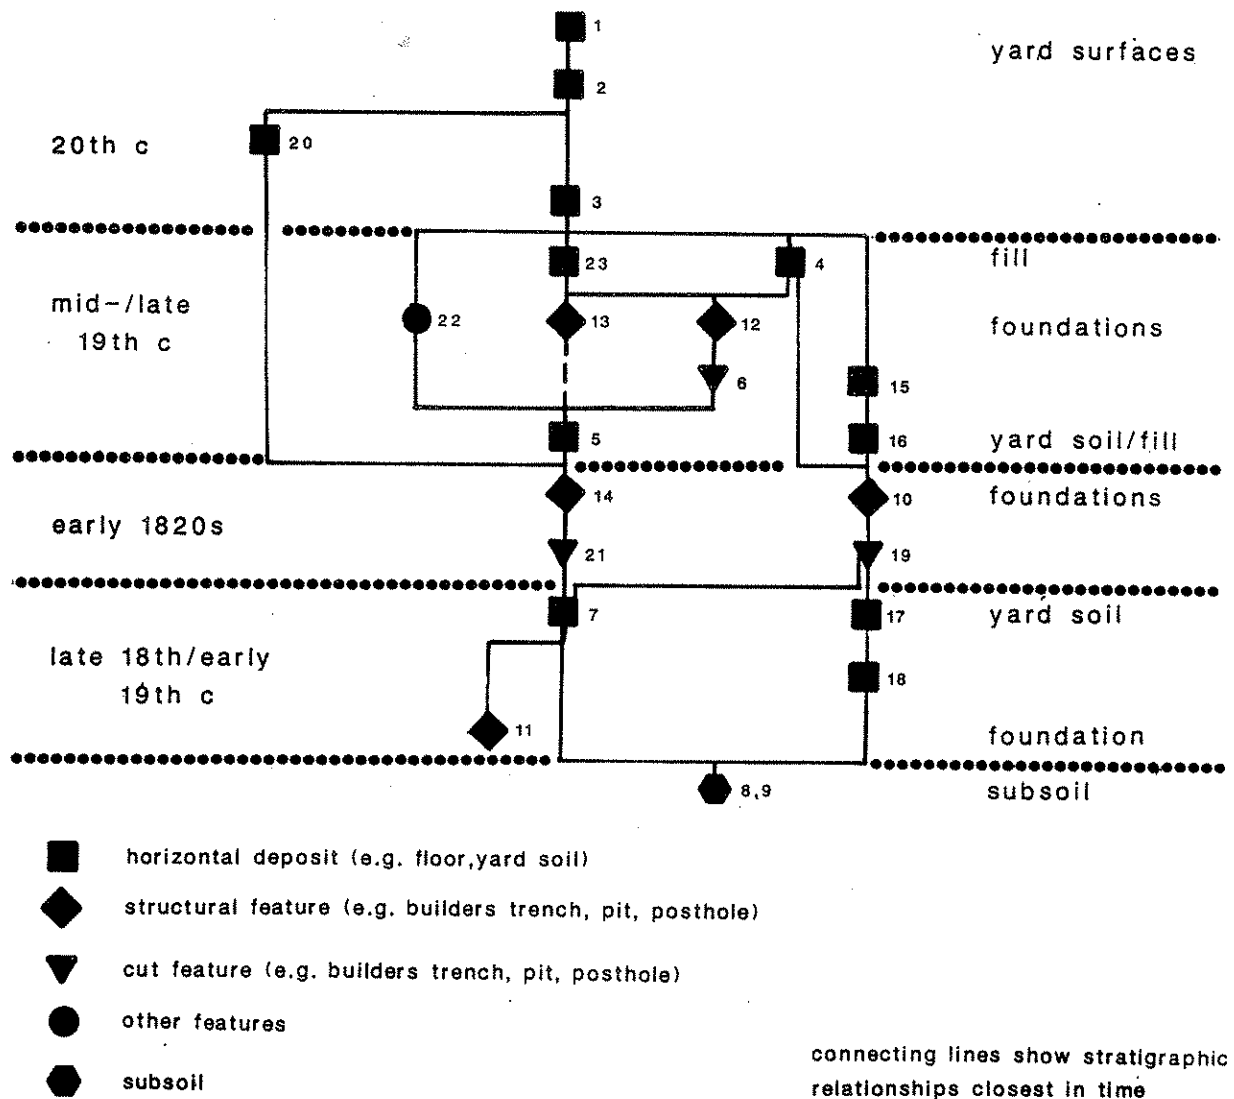 1
yard surfaces
2
20th c
20
3
23
4
fill
mid-/late
19th c
22
13
12
foundations
6
15
5
16
yard soil/fill
14
10
foundations
early 1820s
21
19
7
17
yard soil
late 18th/early
19th c
18
11
foundation
8,9
subsoil
horizontal deposit (e.g. floor,yard soil)
structural feature (e.g. builders trench, pit, posthole)
cut feature (e.g. builders trench, pit, posthole)
other features
subsoil
connecting lines show stratigraphic
relationships closest in time